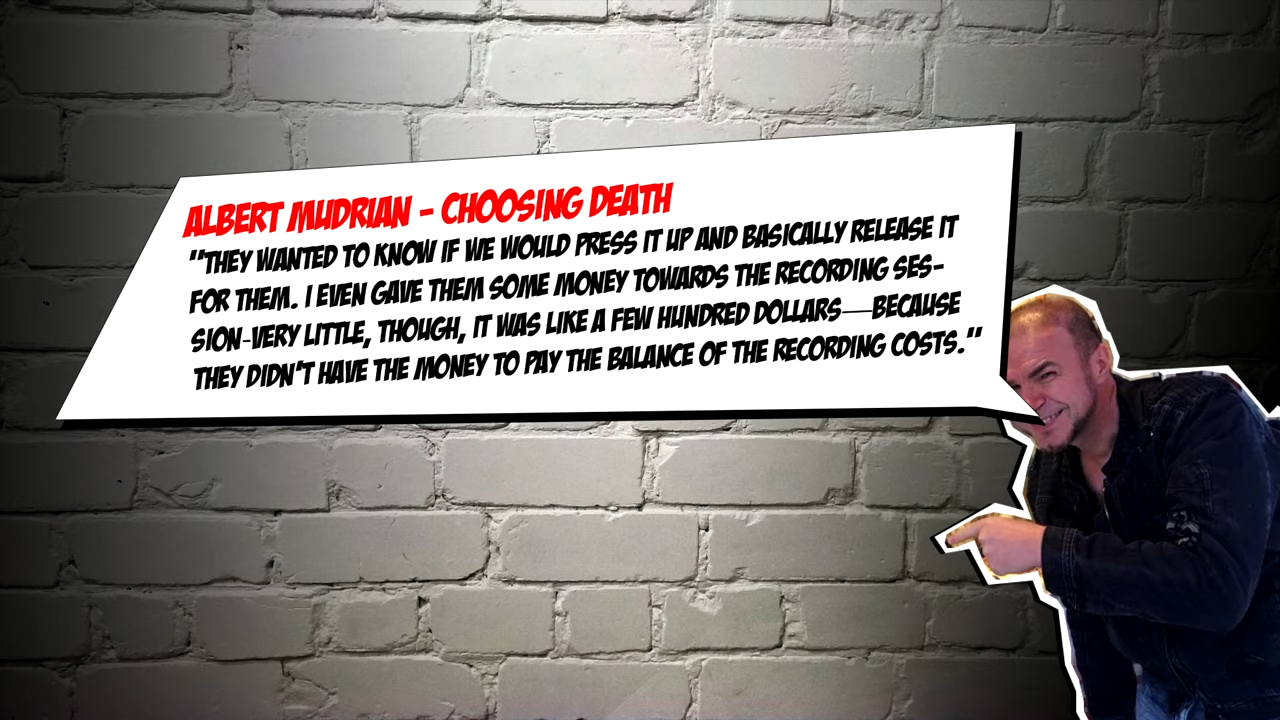 ALBERT MUDRIAN - CHOOSING DEATH
"THEY WANTED TO KNOW IF WE WOULD PRESS IT UP AND BASICALLY RELEASE IT
FOR THEM. I EVEN GAVE THEM SOME MONEY TOWARDS THE RECORDING SES-
SION-VERY LITTLE, THOUGH, IT WAS LIKE A FEW HUNDRED DOLLARS—BECAUSE
THEY DIDN'T HAVE THE MONEY TO PAY THE BALANCE OF THE RECORDING COSTS."